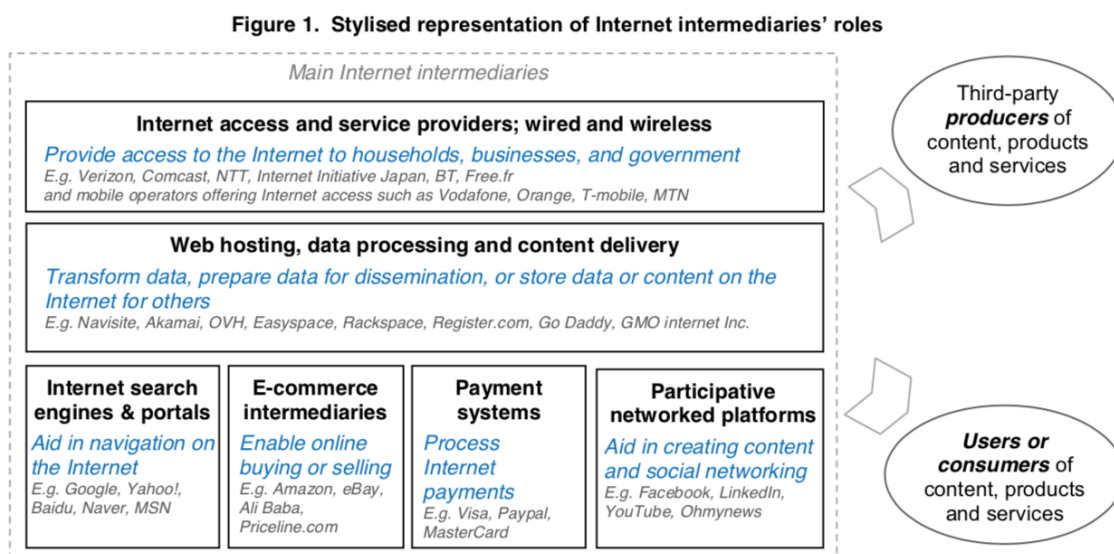 Figure 1. Stylised representation of Internet intermediaries' roles
Main Internet intermediaries
Internet access and service providers; wired and wireless
Provide access to the Internet to households, businesses, and government
E.g. Verizon, Comcast, NTT, Internet Initiative Japan, BT, Free.fr
and mobile operators offering Internet access such as Vodafone, Orange, T-mobile, MTN
Web hosting, data processing and content delivery
Transform data, prepare data for dissemination, or store data or content on the
Internet for others
E.g. Navisite, Akamai, OVH, Easyspace, Rackspace, Register.com, Go Daddy, GMO internet Inc.
Internet search
engines & portals
Aid in navigation on
the Internet
E.g. Google, Yahoo!,
Baidu, Naver, MSN
E-commerce
intermediaries
Enable online
buying or selling
E.g. Amazon, eBay,
Ali Baba,
Priceline.com
Payment
systems
Process
Internet
payments
E.g. Visa, Paypal,
MasterCard
Participative
networked platforms
Aid in creating content
and social networking
E.g. Facebook, LinkedIn,
YouTube, Ohmynews
Third-party
producers of
content, products
and services
Users or
consumers of
content, products
and services